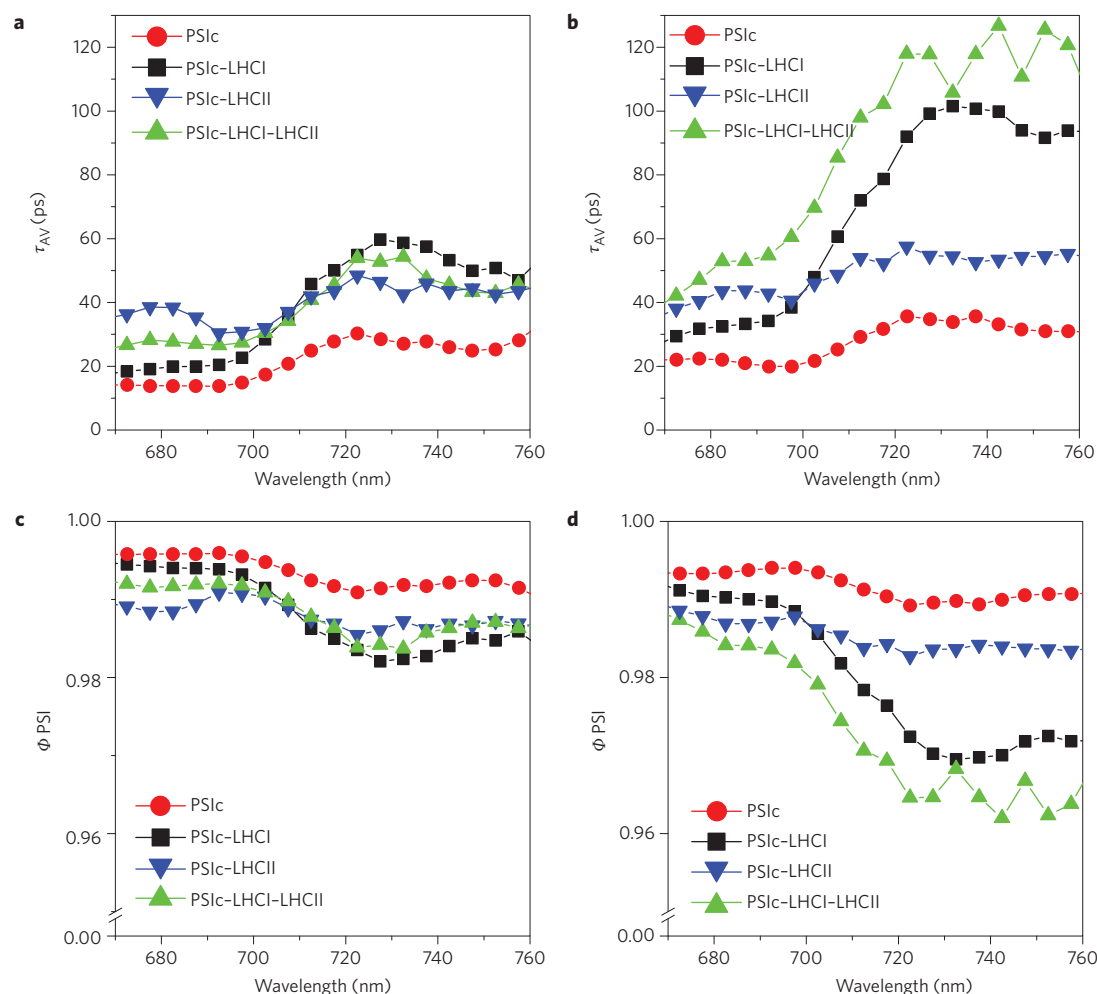 a
PSIc
PSIc–LHCI
PSIc–LHCII
PSIc–LHCI–LHCII
120
100
80
60
40
20
0
τAV (ps)
680 700 720 740 760
Wavelength (nm)
b
PSIc
PSIc–LHCI
PSIc–LHCII
PSIc–LHCI–LHCII
120
100
80
60
40
20
0
τAV (ps)
680 700 720 740 760
Wavelength (nm)
c
1.00
0.98
0.96
0.00
Φ PSI
PSIc
PSIc–LHCI
PSIc–LHCII
PSIc–LHCI–LHCII
680 700 720 740 760
Wavelength (nm)
d
1.00
0.98
0.96
0.00
Φ PSI
PSIc
PSIc–LHCI
PSIc–LHCII
PSIc–LHCI–LHCII
680 700 720 740 760
Wavelength (nm)